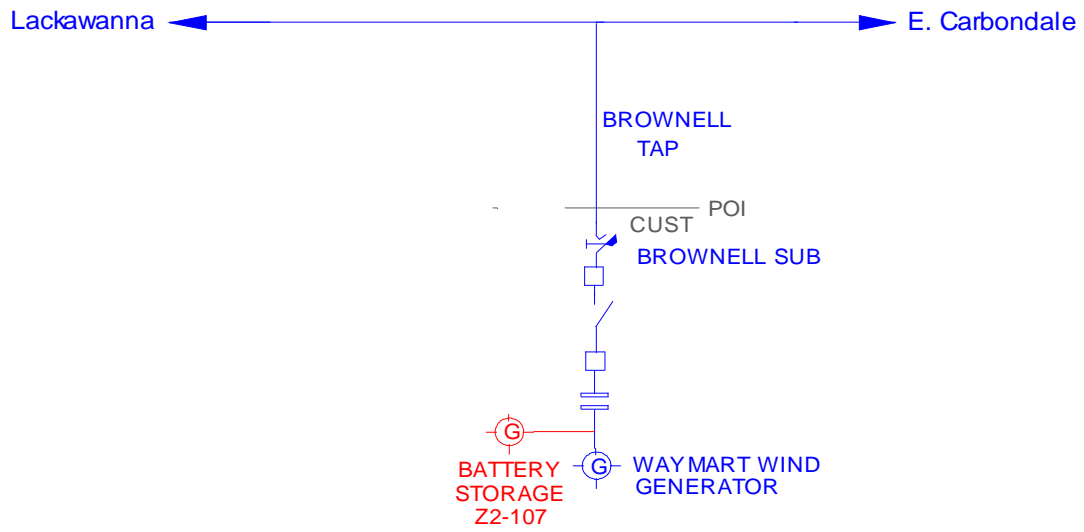 Lackawanna
E. Carbondale
BROWNELL
TAP
POI
CUST
BROWNELL SUB
G
BATTERY
STORAGE
Z2-107
G
WAYMART WIND
GENERATOR